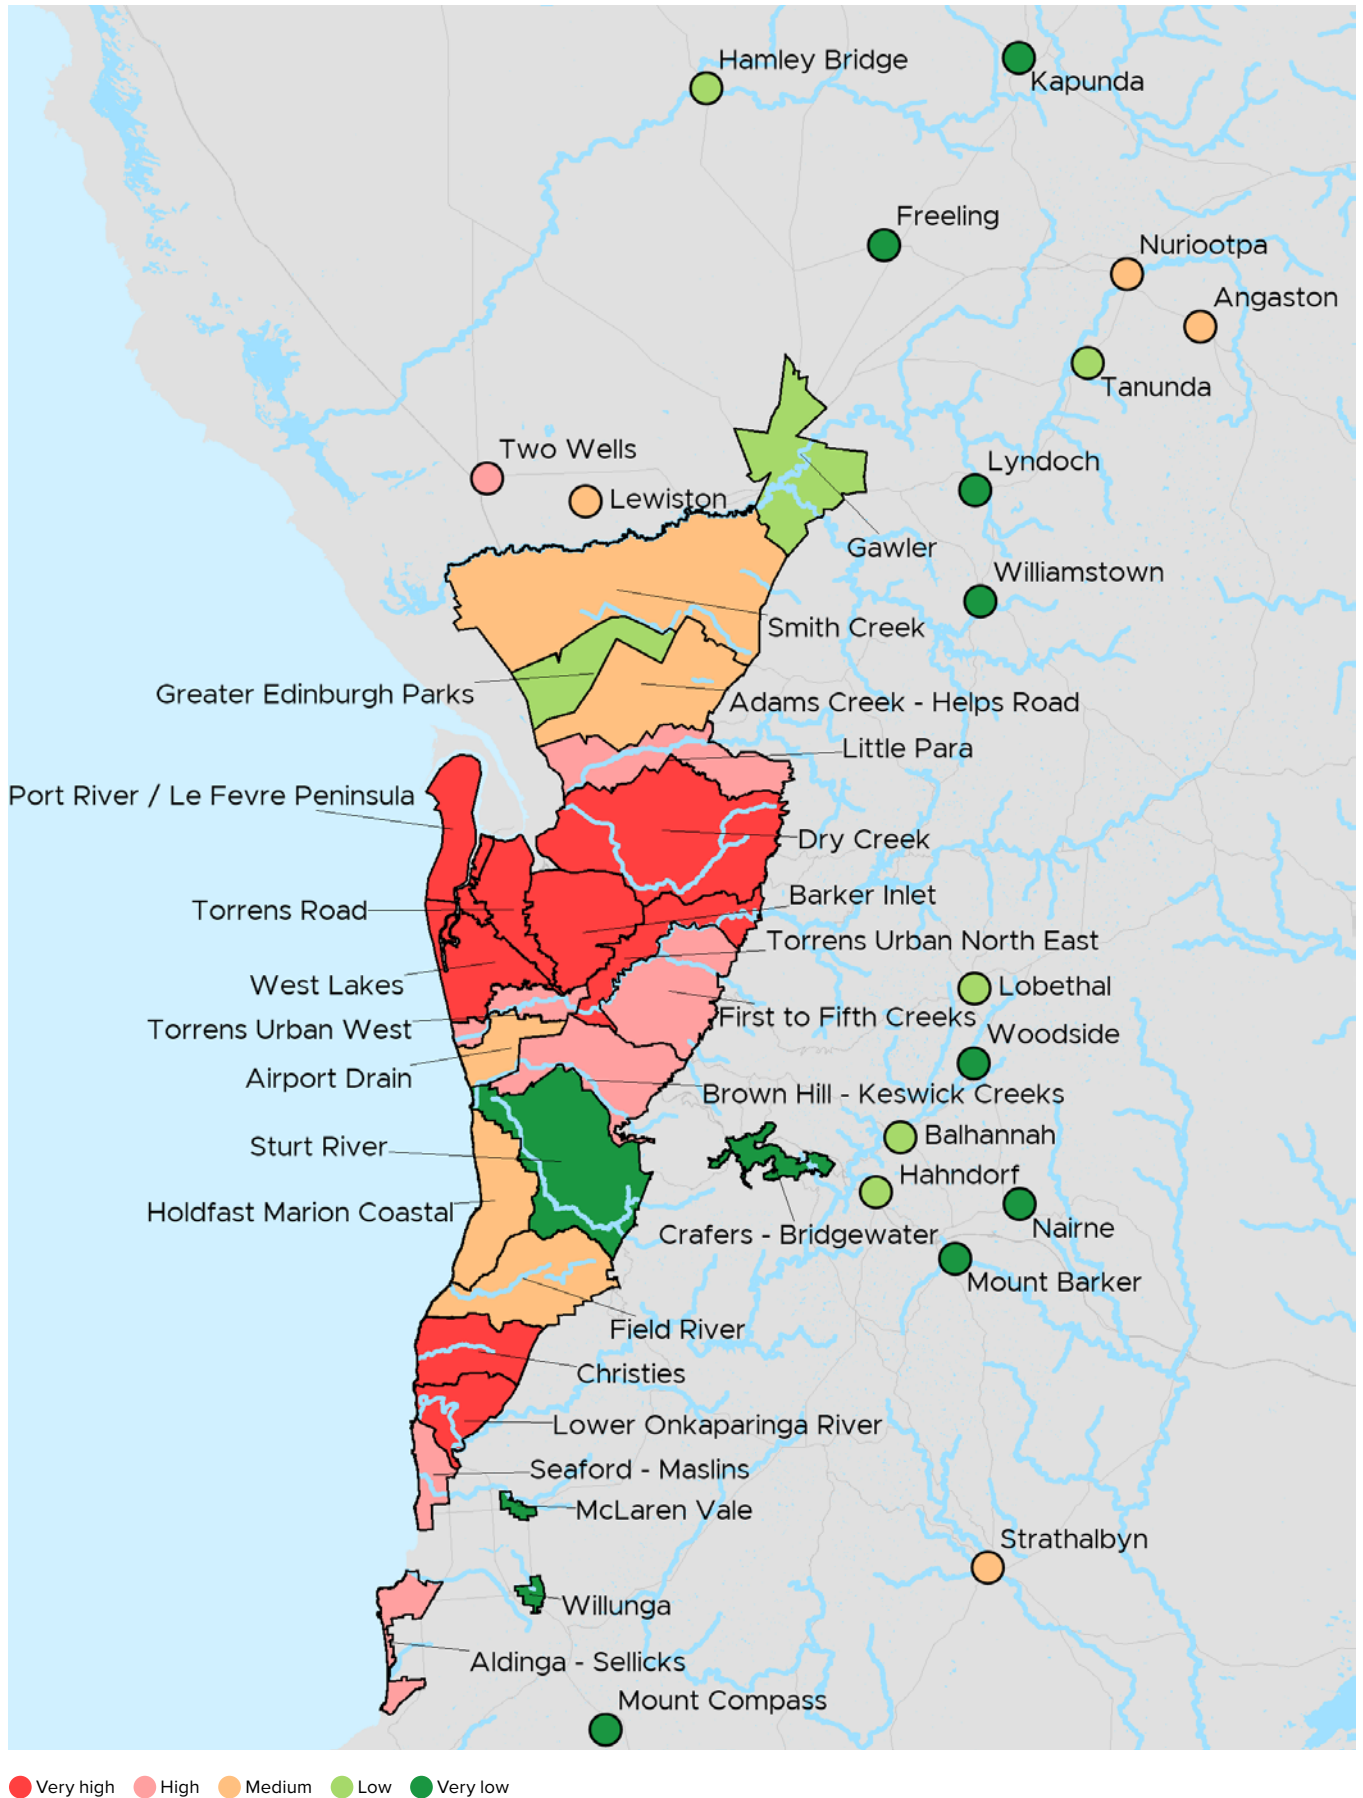 Hamley Bridge
Kapunda
Freeling
Nuriootpa
Angaston
Tanunda
Two Wells
Lyndoch
Lewiston
Gawler
Williamstown
Smith Creek
Greater Edinburgh Parks
Adams Creek - Helps Road
Little Para
Port River / Le Fevre Peninsula
Dry Creek
Barker Inlet
Torrens Road
Torrens Urban North East
West Lakes
Lobethal
First to Fifth Creeks
Torrens Urban West
Woodside
Airport Drain
Brown Hill - Keswick Creeks
Balhannah
Sturt River
Hahndorf
Holdfast Marion Coastal
Nairne
Crafers - Bridgewater
Mount Barker
Field River
Christies
Lower Onkaparinga River
Seaford - Maslins
McLaren Vale
Strathalbyn
Willunga
Aldinga - Sellicks
Mount Compass
Very high High Medium Low Very low